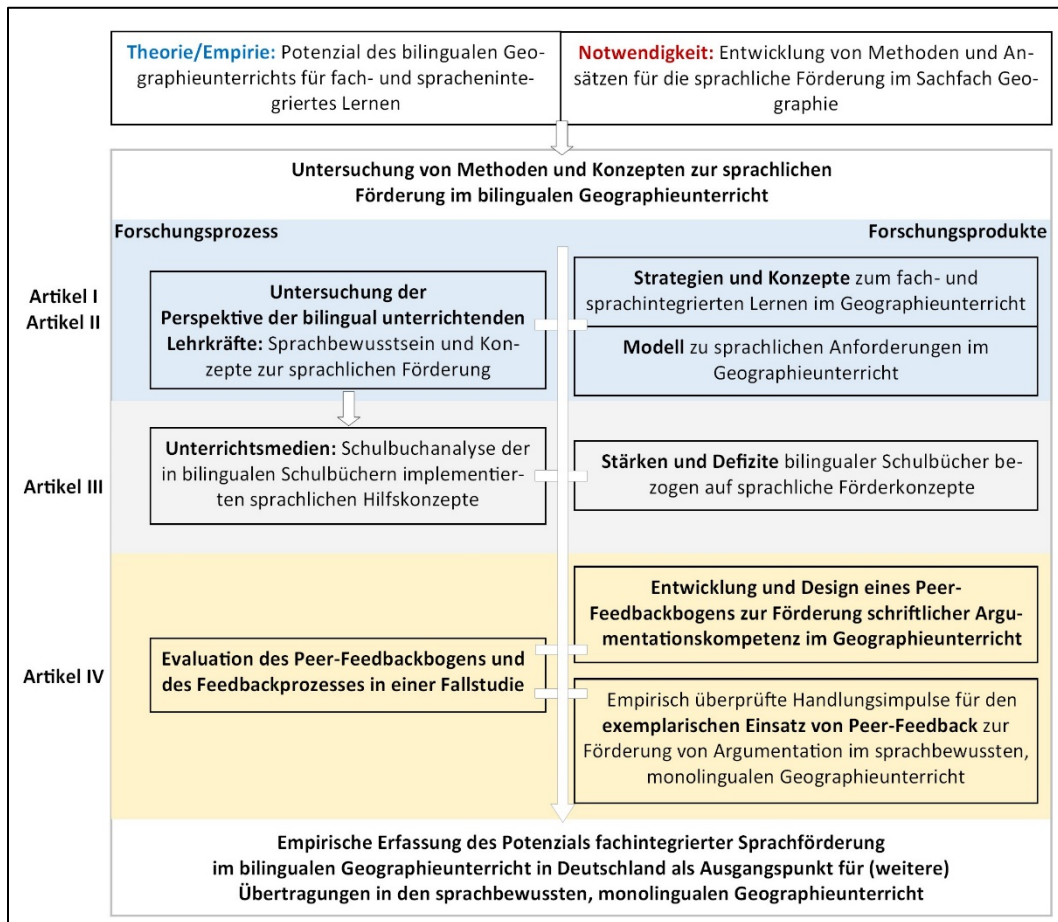 Theorie/Empirie: Potenzial des bilingualen Geo-
graphieunterrichts für fach- und spracheninte-
griertes Lernen
Notwendigkeit: Entwicklung von Methoden und An-
sätzen für die sprachliche Förderung im Sachfach Geo-
graphie
Untersuchung von Methoden und Konzepten zur sprachlichen
Förderung im bilingualen Geographieunterricht
Forschungsprozess
Forschungsprodukte
Artikel I
Artikel II
Untersuchung der
Perspektive der bilingual unterrichtenden
Lehrkräfte: Sprachbewusstsein und Kon-
zepte zur sprachlichen Förderung
Strategien und Konzepte zum fach- und
sprachintegrierten Lernen im Geographieunterricht
Modell zu sprachlichen Anforderungen im
Geographieunterricht
Artikel III
Unterrichtsmedien: Schulbuchanalyse der
in bilingualen Schulbüchern implementier-
ten sprachlichen Hilfskonzepte
Stärken und Defizite bilingualer Schulbücher be-
zogen auf sprachliche Förderkonzepte
Artikel IV
Evaluation des Peer-Feedbackbogens und
des Feedbackprozesses in einer Fallstudie
Entwicklung und Design eines Peer-
Feedbackbogens zur Förderung schriftlicher Argu-
mentationskompetenz im Geographieunterricht
Empirisch überprüfte Handlungsimpulse für den
exemplarischen Einsatz von Peer-Feedback zur
Förderung von Argumentation im sprachbewussten,
monolingualen Geographieunterricht
Empirische Erfassung des Potenzials fachintegrierter Sprachförderung
im bilingualen Geographieunterricht in Deutschland als Ausgangspunkt für (weitere)
Übertragungen in den sprachbewussten, monolingualen Geographieunterricht